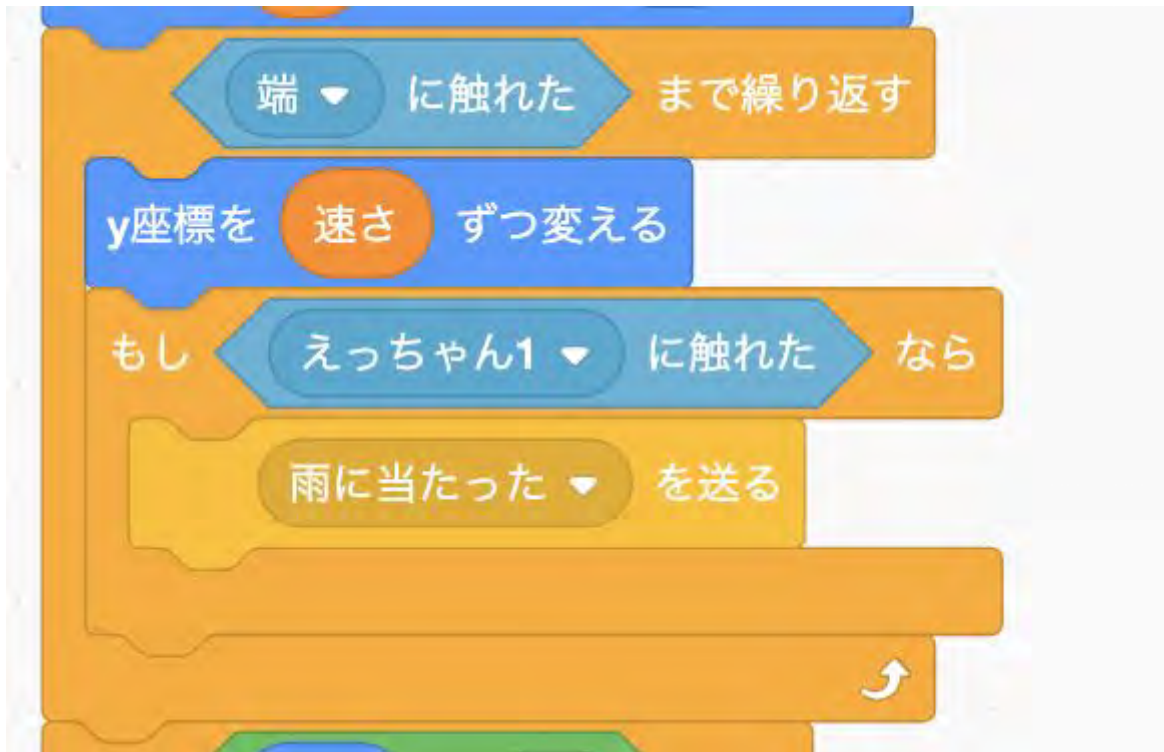 端 に触れた まで繰り返す
y座標を 速さ ずつ変える
もし えっちゃん1 に触れた なら
雨に当たった を送る